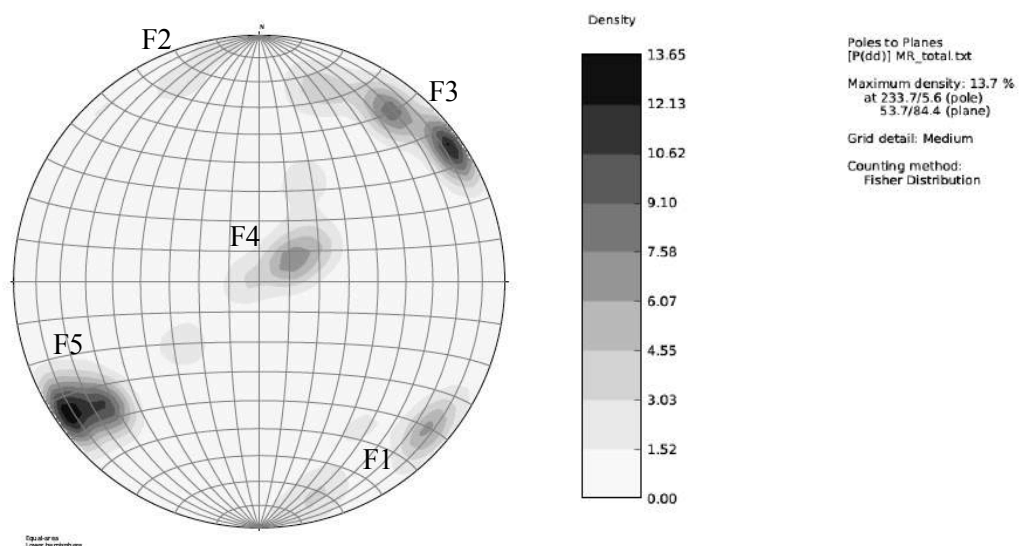 N
F2
F3
F4
F5
F1
Equal-area
Lower hemisphere
Density
13.65
12.13
10.62
9.10
7.58
6.07
4.55
3.03
1.52
0.00
Poles to Planes
[P(dd)] MR_total.txt
Maximum density: 13.7 %
at 233.7/5.6 (pole)
53.7/84.4 (plane)
Grid detail: Medium
Counting method:
Fisher Distribution